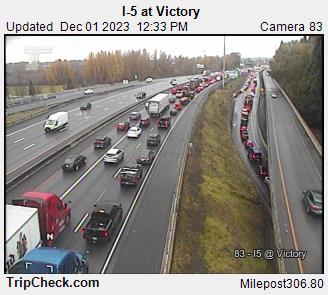 I-5 at Victory
Updated  Dec 01 2023  12:33 PM    Camera 83
83 - I5 @ Victory
TripCheck.com    Milepost306.80